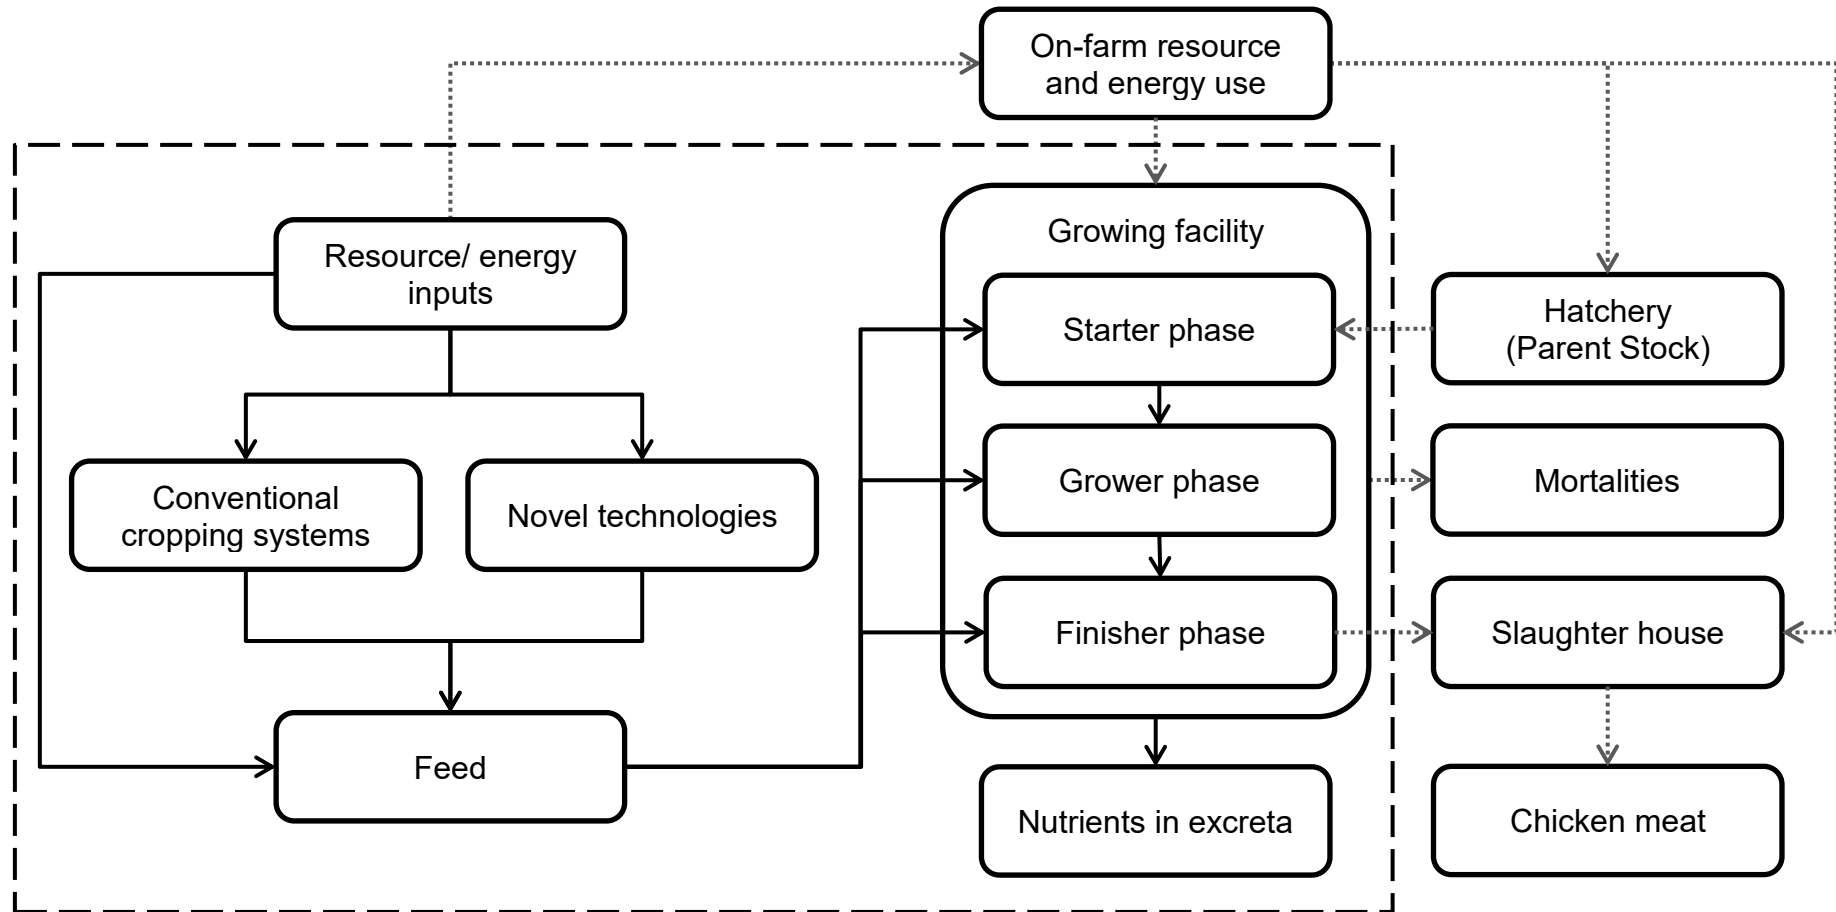 On-farm resource
and energy use
Growing facility
Resource/ energy
inputs
Starter phase
Hatchery
(Parent Stock)
Conventional
cropping systems
Novel technologies
Grower phase
Mortalities
Finisher phase
Slaughter house
Feed
Nutrients in excreta
Chicken meat